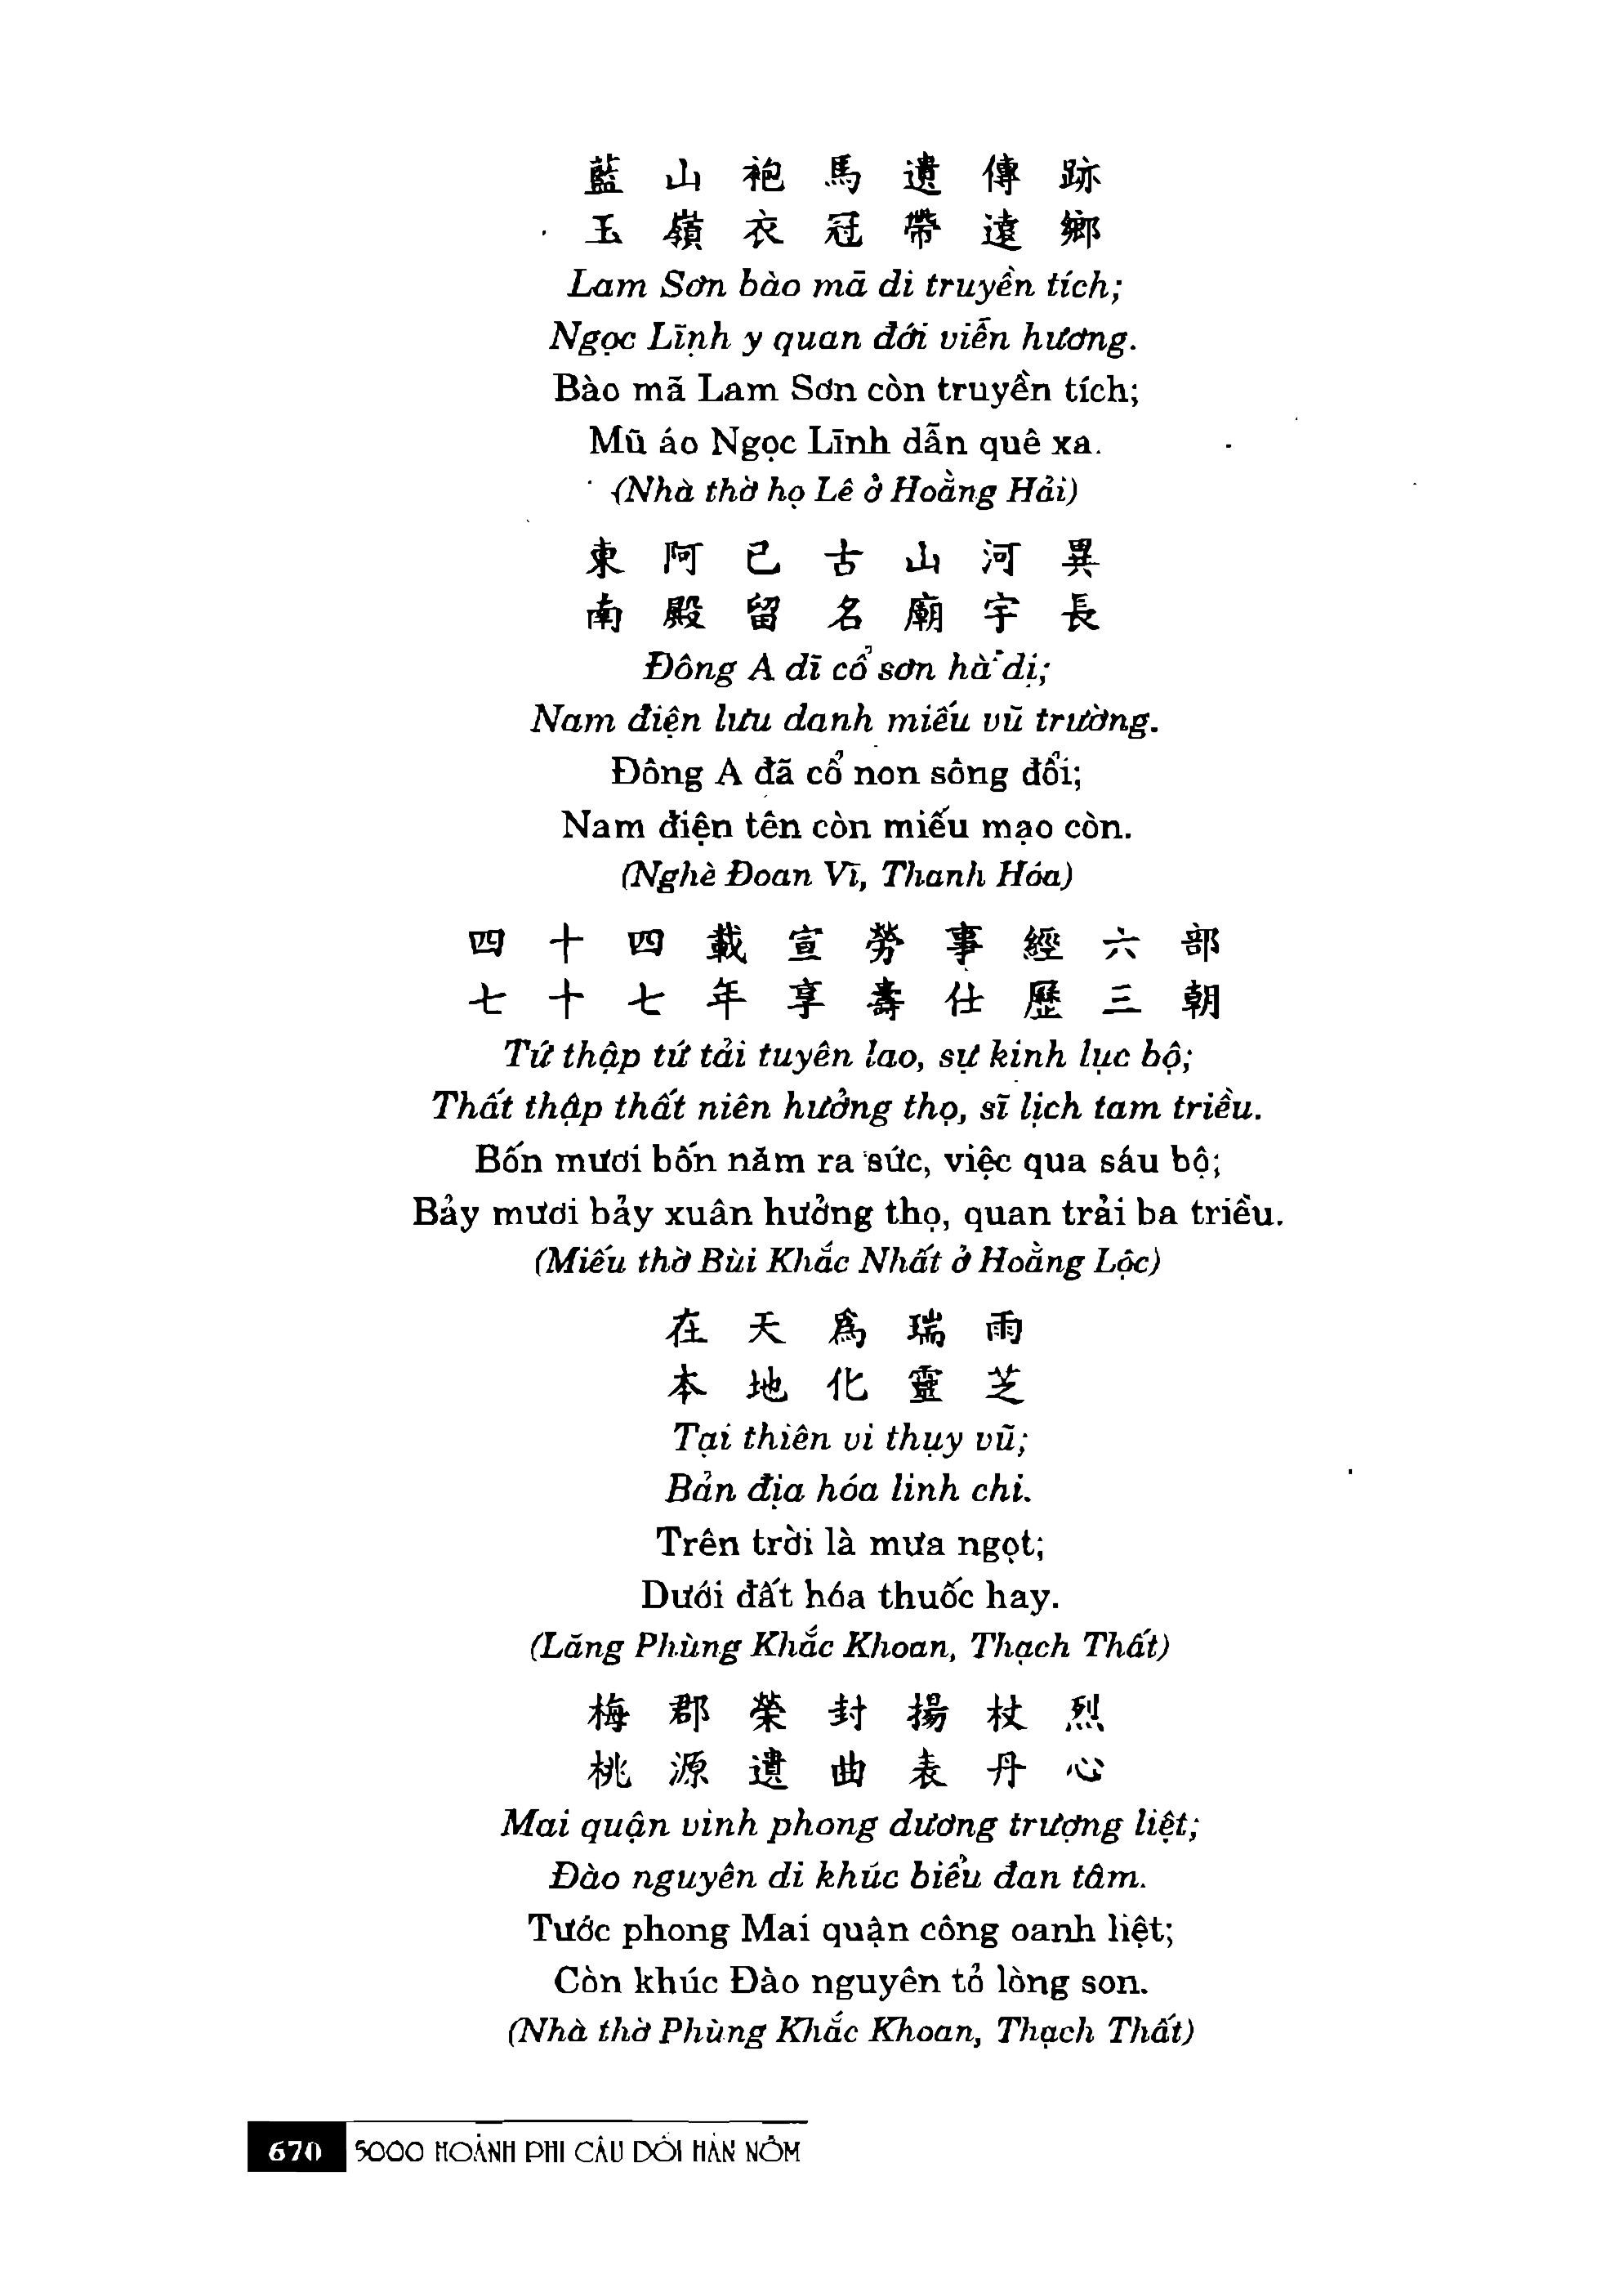 藍山袍馬遺傳跡
玉嶺衣冠帶遠鄉
Lam Sơn bào mã di truyền tích;
Ngọc Lĩnh y quan đới viễn hương.
Bào mã Lam Sơn còn truyền tích;
Mũ áo Ngọc Lĩnh dẫn quê xa.
(Nhà thờ họ Lê ở Hoằng Hải)
東阿已古山河異
南殿留名廟宇長
Đông A dĩ cổ sơn hà dị;
Nam điện lưu danh miếu vũ trường.
Đông A đã cổ non sông đổi;
Nam điện tên còn miếu mạo còn.
(Nghè Đoan Vĩ, Thanh Hóa)
四十四載宣勞事經六部
七十七年享壽仕歷三朝
Tứ thập tứ tải tuyên lao, sự kinh lục bộ;
Thất thập thất niên hưởng thọ, sĩ lịch tam triều.
Bốn mươi bốn năm ra sức, việc qua sáu bộ;
Bảy mươi bảy xuân hưởng thọ, quan trải ba triều.
(Miếu thờ Bùi Khắc Nhất ở Hoằng Lộc)
在天為瑞雨
本地化靈芝
Tại thiên vi thụy vũ;
Bản địa hóa linh chi.
Trên trời là mưa ngọt;
Dưới đất hóa thuốc hay.
(Lăng Phùng Khắc Khoan, Thạch Thất)
梅郡榮封揚杖烈
桃源遺曲表丹心
Mai quận vinh phong dương trượng liệt;
Đào nguyên di khúc biểu đan tâm.
Tước phong Mai quận công oanh liệt;
Còn khúc Đào nguyên tỏ lòng son.
(Nhà thờ Phùng Khắc Khoan, Thạch Thất)
670 5000 HOÀNH PHI CÂU ĐỐI HÁN NÔM